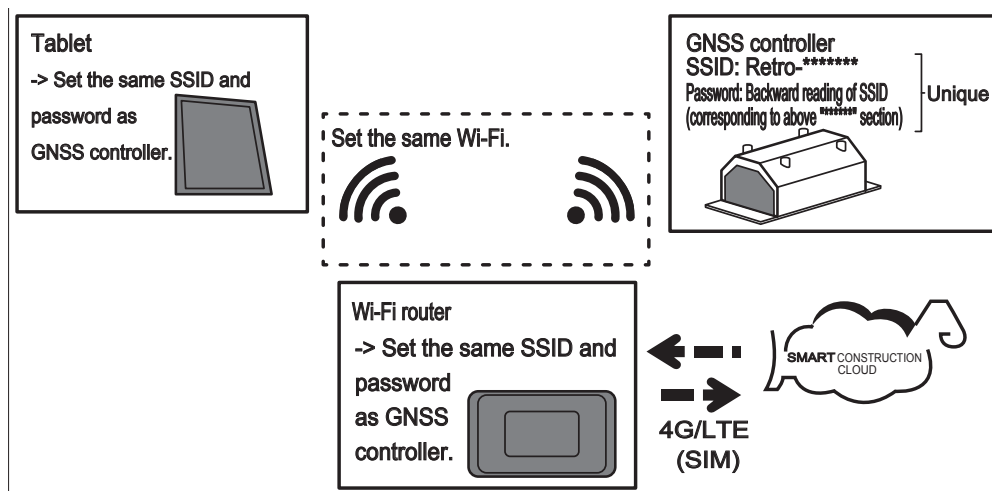 Tablet
-> Set the same SSID and
password as
GNSS controller.
Set the same Wi-Fi.
GNSS controller
SSID: Retro-*******
Password: Backward reading of SSID
(corresponding to above "******" section)
Unique
Wi-Fi router
-> Set the same SSID and
password
as GNSS
controller.
SMART CONSTRUCTION
CLOUD
4G/LTE
(SIM)